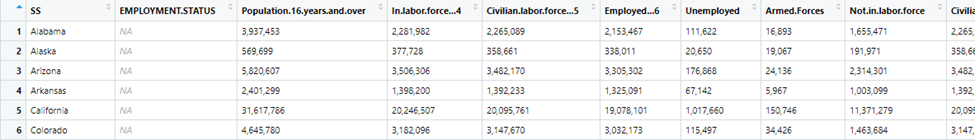 SS EMPLOYMENT.STATUS Population.16.years.and.over In.labor.force...4 Civilian.labor.force...5 Employed...6 Unemployed Armed.Forces Not.in.labor.force Civilian
1 Alabama NA 3,937,453 2,281,982 2,265,089 2,153,467 111,622 16,893 1,655,471 2,265,
2 Alaska NA 569,699 377,728 358,661 338,011 20,650 19,067 191,971 358,66
3 Arizona NA 5,820,607 3,506,306 3,482,170 3,305,302 176,868 24,136 2,314,301 3,482,
4 Arkansas NA 2,401,299 1,398,200 1,392,233 1,325,091 67,142 5,967 1,003,099 1,392,
5 California NA 31,617,786 20,246,507 20,095,761 19,078,101 1,017,660 150,746 11,371,279 20,095
6 Colorado NA 4,645,780 3,182,096 3,147,670 3,032,173 115,497 34,426 1,463,684 3,147,